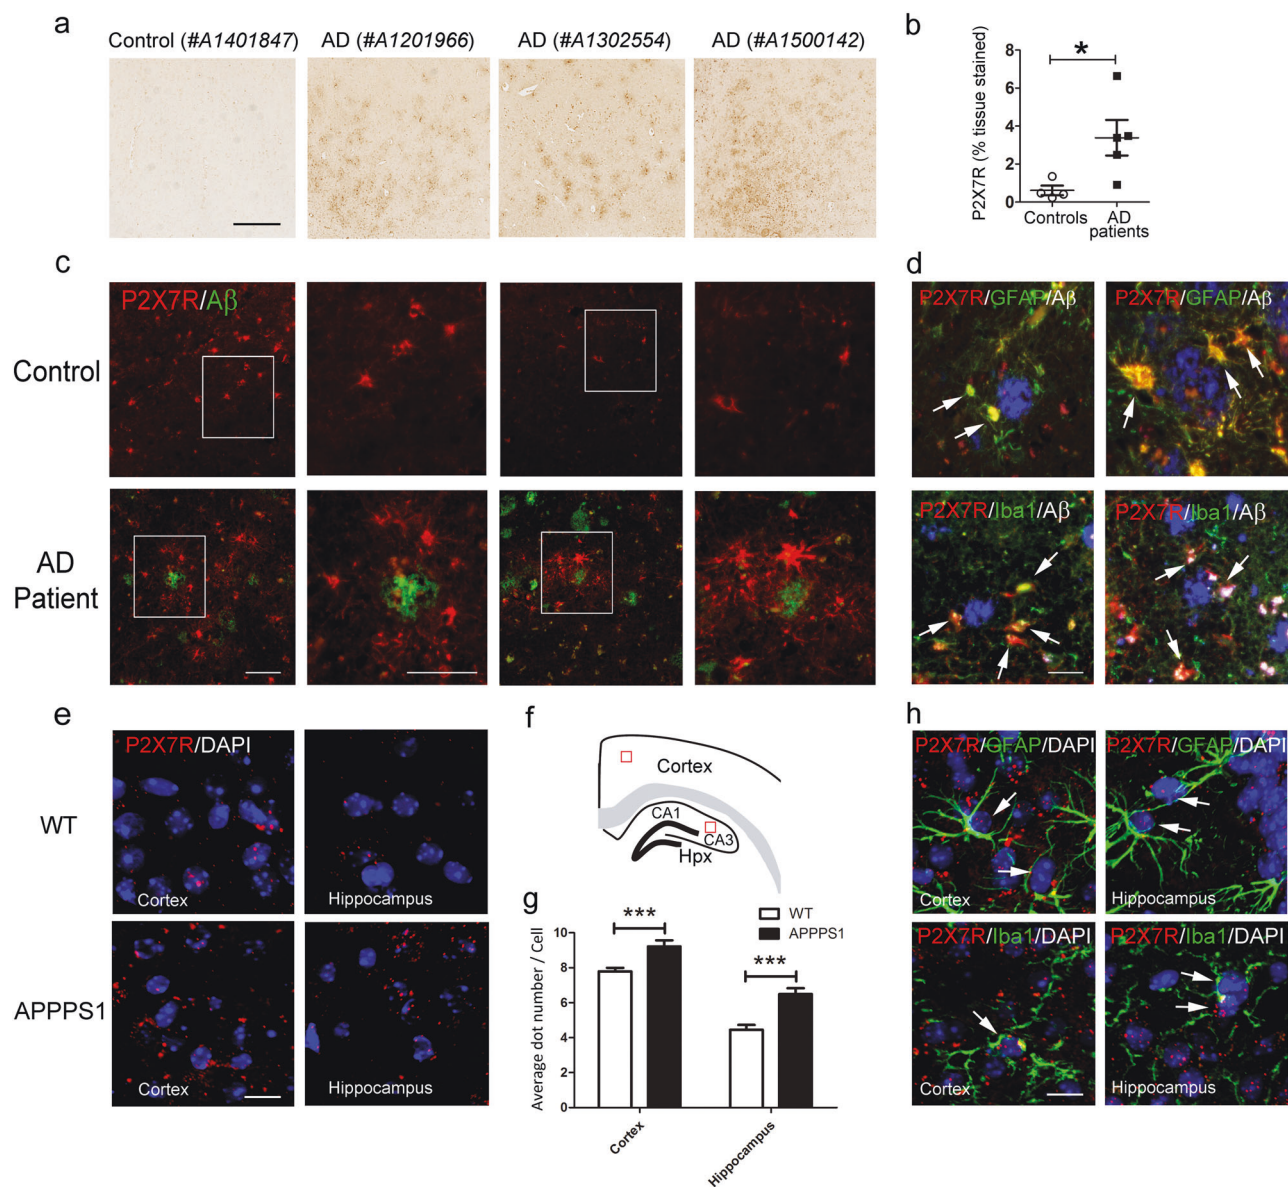 a
Control (#A1401847)
AD (#A1201966)
AD (#A1302554)
AD (#A1500142)
b
P2X7R (% tissue stained)
8
6
4
2
0
*
Controls
AD
patients
c
P2X7R/Aβ
Control
AD
Patient
d
P2X7R/GFAP/Aβ
P2X7R/GFAP/Aβ
P2X7R/Iba1/Aβ
P2X7R/Iba1/Aβ
e
P2X7R/DAPI
WT
Cortex
Hippocampus
APPPS1
Cortex
Hippocampus
f
Cortex
CA1
CA3
Hpx
g
WT
APPPS1
Average dot number / Cell
10
8
6
4
2
0
***
***
Cortex
Hippocampus
h
P2X7R/GFAP/DAPI
P2X7R/GFAP/DAPI
Cortex
Hippocampus
P2X7R/Iba1/DAPI
P2X7R/Iba1/DAPI
Cortex
Hippocampus